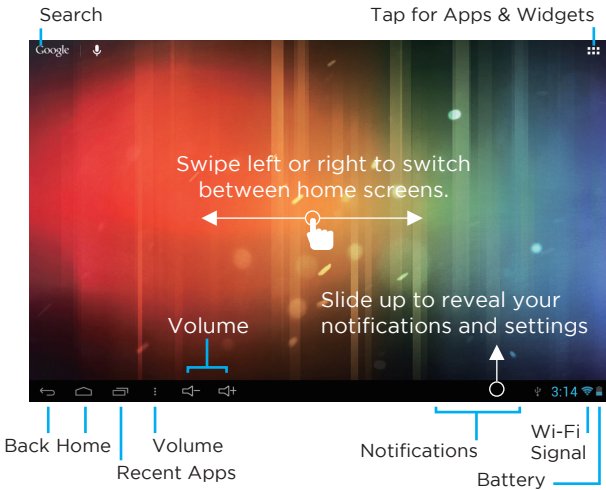 Search
Tap for Apps & Widgets
Google
Swipe left or right to switch
between home screens.
Slide up to reveal your
notifications and settings
Volume
3:14
Back Home
Volume
Recent Apps
Notifications
Wi-Fi
Signal
Battery